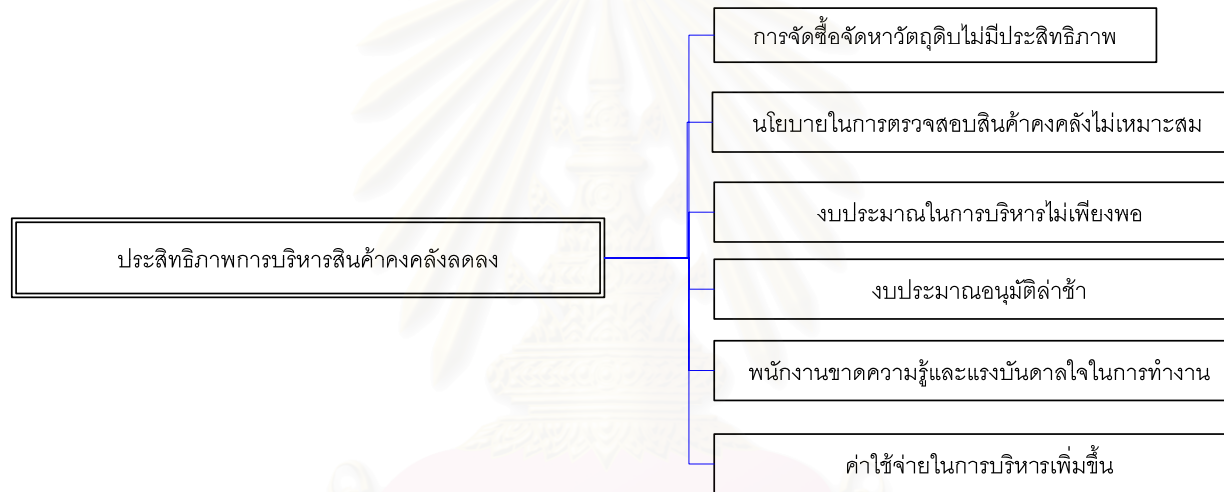 การจัดซื้อจัดหาวัตถุดิบไม่มีประสิทธิภาพ
นโยบายในการตรวจสอบสินค้าคงคลังไม่เหมาะสม
งบประมาณในการบริหารไม่เพียงพอ
ประสิทธิภาพการบริหารสินค้าคงคลังลดลง
งบประมาณอนุมัติล่าช้า
พนักงานขาดความรู้และแรงบันดาลใจในการทำงาน
ค่าใช้จ่ายในการบริหารเพิ่มขึ้น